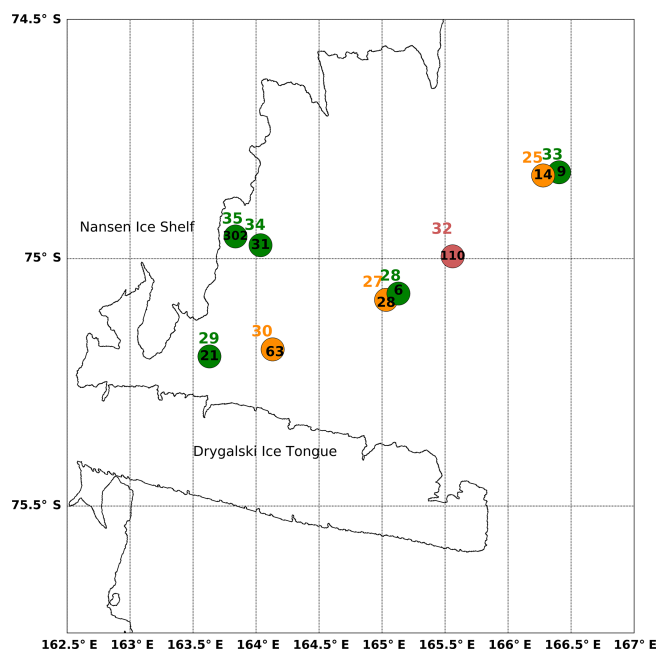 74.5° S
25 33
14 9
35 34
Nansen Ice Shelf
302 31
32
75° S
110
27 28
28 6
29 30
21 63
Drygalski Ice Tongue
75.5° S
162.5° E 163° E 163.5° E 164° E 164.5° E 165° E 165.5° E 166° E 166.5° E 167° E